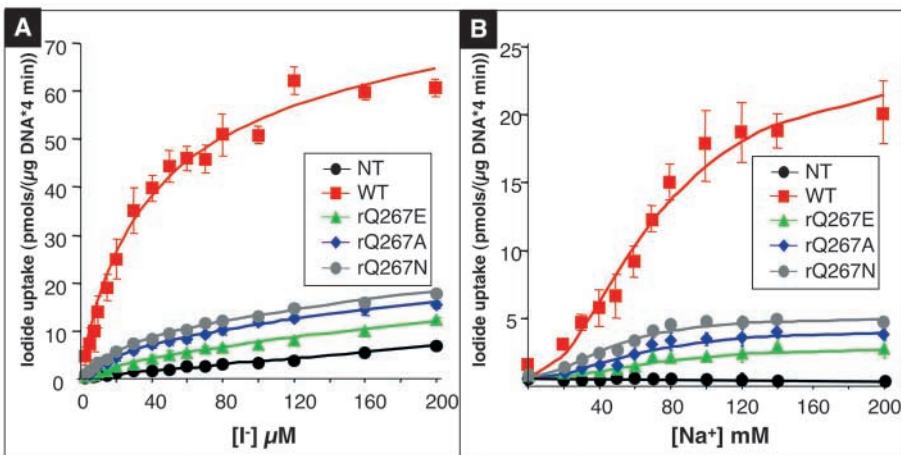 A
Iodide uptake (pmols/(µg DNA*4 min))
70
60
50
40
30
20
10
0
0 40 80 120 160 200
[I-] µM
NT
WT
rQ267E
rQ267A
rQ267N
B
Iodide uptake (pmols/(µg DNA*4 min))
25
20
15
10
5
40 80 120 160 200
[Na+] mM
NT
WT
rQ267E
rQ267A
rQ267N